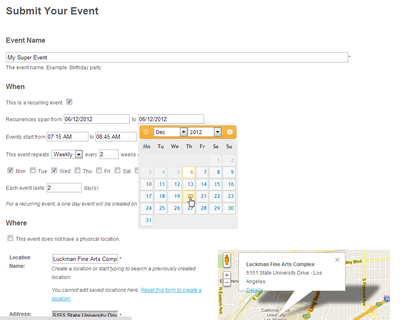 Submit Your Event
Event Name
My Super Event *
The event name. Example: Birthday party
When
This is a recurring event.
Recurrences span from 06/12/2012 to 06/12/2012
Events start from 07:15 AM to 08:45 AM
Dec 2012
Mo Tu We Th Fr Sa Su
1 2
3 4 5 6 7 8 9
10 11 12 13 14 15 16
17 18 19 20 21 22 23
24 25 26 27 28 29 30
31
This event repeats Weekly every 2 weeks
Mon Tue Wed Thu Fri Sat
Each event lasts 2 day(s)
For a recurring event, a one day event will be created on
Where
This event does not have a physical location.
Location Name: Luckman Fine Arts Comp *
Create a location or start typing to search a previously created location.
You cannot edit saved locations here. Reset this form to create a location.
Address: 5151 State University Driv *
Luckman Fine Arts Complex
5151 State University Drive - Los Angeles
Details